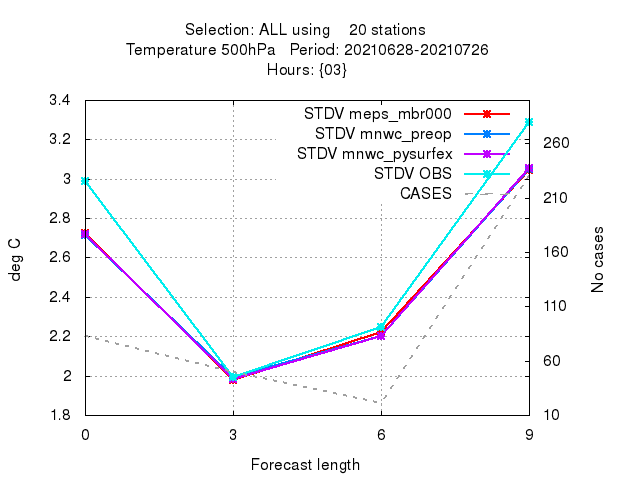 Selection: ALL using    20 stations
Temperature 500hPa   Period: 20210628-20210726
Hours: {03}
STDV meps_mbr000
STDV mnwc_preop
STDV mnwc_pysurfex
STDV OBS
CASES
3.4
3.2
3
2.8
2.6
2.4
2.2
2
1.8
deg C
260
210
160
110
60
10
No cases
0 3 6 9
Forecast length